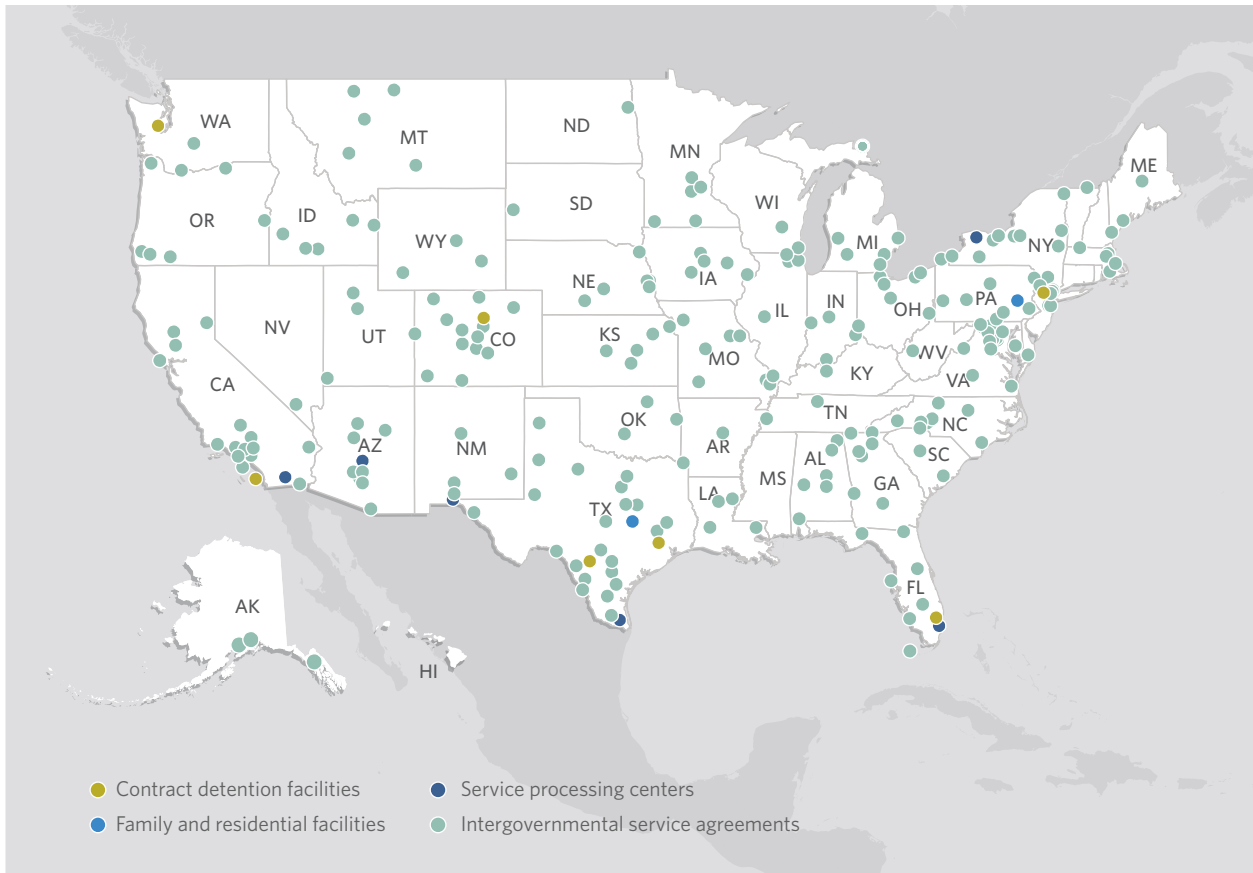 WA
MT
ND
MN
ME
OR
ID
SD
WI
WY
MI
NY
NE
IA
NV
UT
CO
KS
IL
IN
OH
PA
MO
WV
VA
CA
KY
AZ
NM
OK
AR
TN
NC
SC
TX
LA
MS
AL
GA
FL
AK
HI
Contract detention facilities
Service processing centers
Family and residential facilities
Intergovernmental service agreements